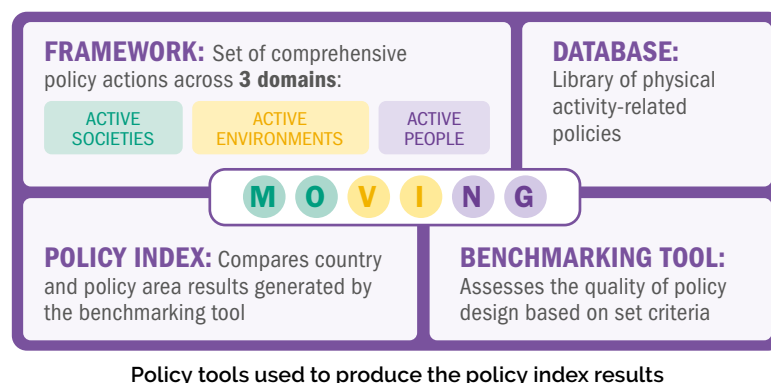 FRAMEWORK: Set of comprehensive
policy actions across 3 domains:
ACTIVE
SOCIETIES
ACTIVE
ENVIRONMENTS
ACTIVE
PEOPLE
DATABASE:
Library of physical
activity-related
policies
MOVING
POLICY INDEX: Compares country
and policy area results generated by
the benchmarking tool
BENCHMARKING TOOL:
Assesses the quality of policy
design based on set criteria
Policy tools used to produce the policy index results